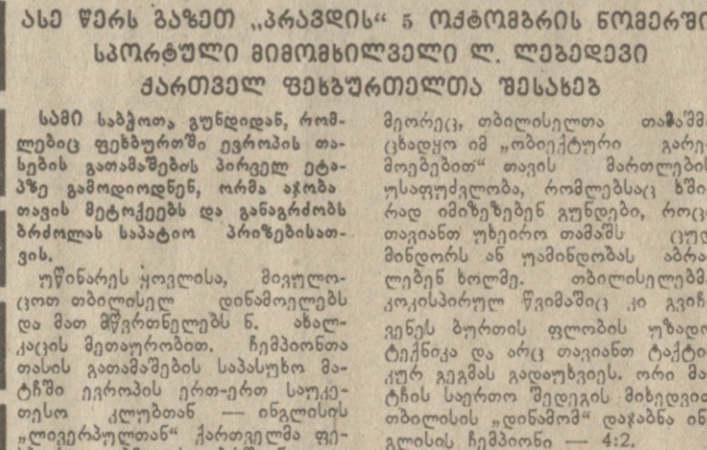 ასე წერს გაზეთ „პრავდის“ 5 ოქტომბრის ნომერში
სპორტული მიმომხილველი ლ. ლებედევი
ქართველ ფეხბურთელთა შესახებ
სამი საბჭოთა გუნდიდან, რომ-
ლებიც ფეხბურთში ევროპის თა-
სების გათამაშების პირველ ეტა-
პზე გამოდიოდნენ, ორმა აჯობა
თავის მეტოქეებს და განაგრძობს
ბრძოლას საპატიო პრიზებისათ-
ვის.
უწინარეს ყოვლისა, მივულო-
ცოთ თბილისელ დინამოელებს
და მათ მწვრთნელებს ნ. ახალ-
კაცის მეთაურობით. ჩემპიონთა
თასის გათამაშების საპასუხო მა-
ტჩში ევროპის ერთ-ერთ საუკე-
თესო კლუბთან — ინგლისის
„ლივერპულთან“ ქართველმა ფე-
მეორეც, თბილისელთა თამაშმა
ცხადყო იმ „ობიექტური გარე-
მოებებით“ თავის მართლების
უსაფუძვლობა, რომლებსაც ხში-
რად იმიზეზებენ გუნდები, როცა
თავიანთ უხეირო თამაშს ცუდ
მინდორს ან უამინდობას აბრა-
ლებენ ხოლმე. თბილისელებმა
კოკისპირულ წვიმაშიც კი გვიჩ-
ვენეს ბურთის ფლობის უზადო
ტექნიკა და არც თავიანთ ტაქტი-
კურ გეგმას გადაუხვიეს. ორი მა-
ტჩის საერთო შედეგის მიხედვით
თბილისის „დინამომ“ დაჯაბნა ინ-
გლისის ჩემპიონი — 4:2.